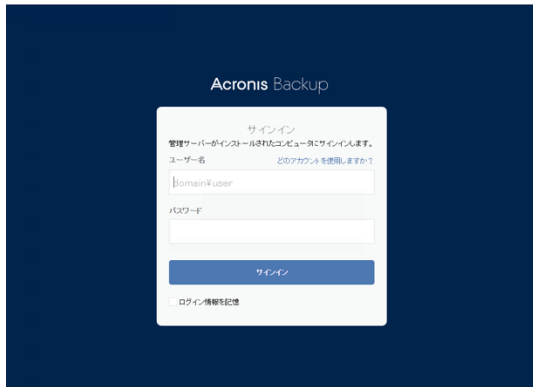 Acronis Backup
サインイン
管理サーバーがインストールされたコンピュータにサインインします。
ユーザー名 どのアカウントを使用しますか?
domain¥user
パスワード
サインイン
ログイン情報を記憶